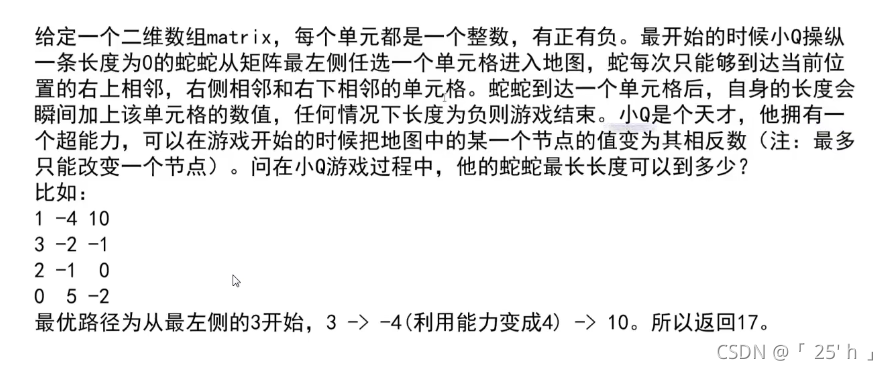 给定一个二维数组matrix，每个单元都是一个整数，有正有负。最开始的时候小Q操纵
一条长度为0的蛇蛇从矩阵最左侧任选一个单元格进入地图，蛇每次只能够到达当前位
置的右上相邻，右侧相邻和右下相邻的单元格。蛇蛇到达一个单元格后，自身的长度会
瞬间加上该单元格的数值，任何情况下长度为负则游戏结束。小Q是个天才，他拥有一
个超能力，可以在游戏开始的时候把地图中的某一个节点的值变为其相反数（注：最多
只能改变一个节点）。问在小Q游戏过程中，他的蛇蛇最长长度可以到多少？
比如：
1 -4 10
3 -2 -1
2 -1 0
0 5 -2
最优路径为从最左侧的3开始，3 -> -4(利用能力变成4) -> 10。所以返回17。
CSDN @「 25' h 」